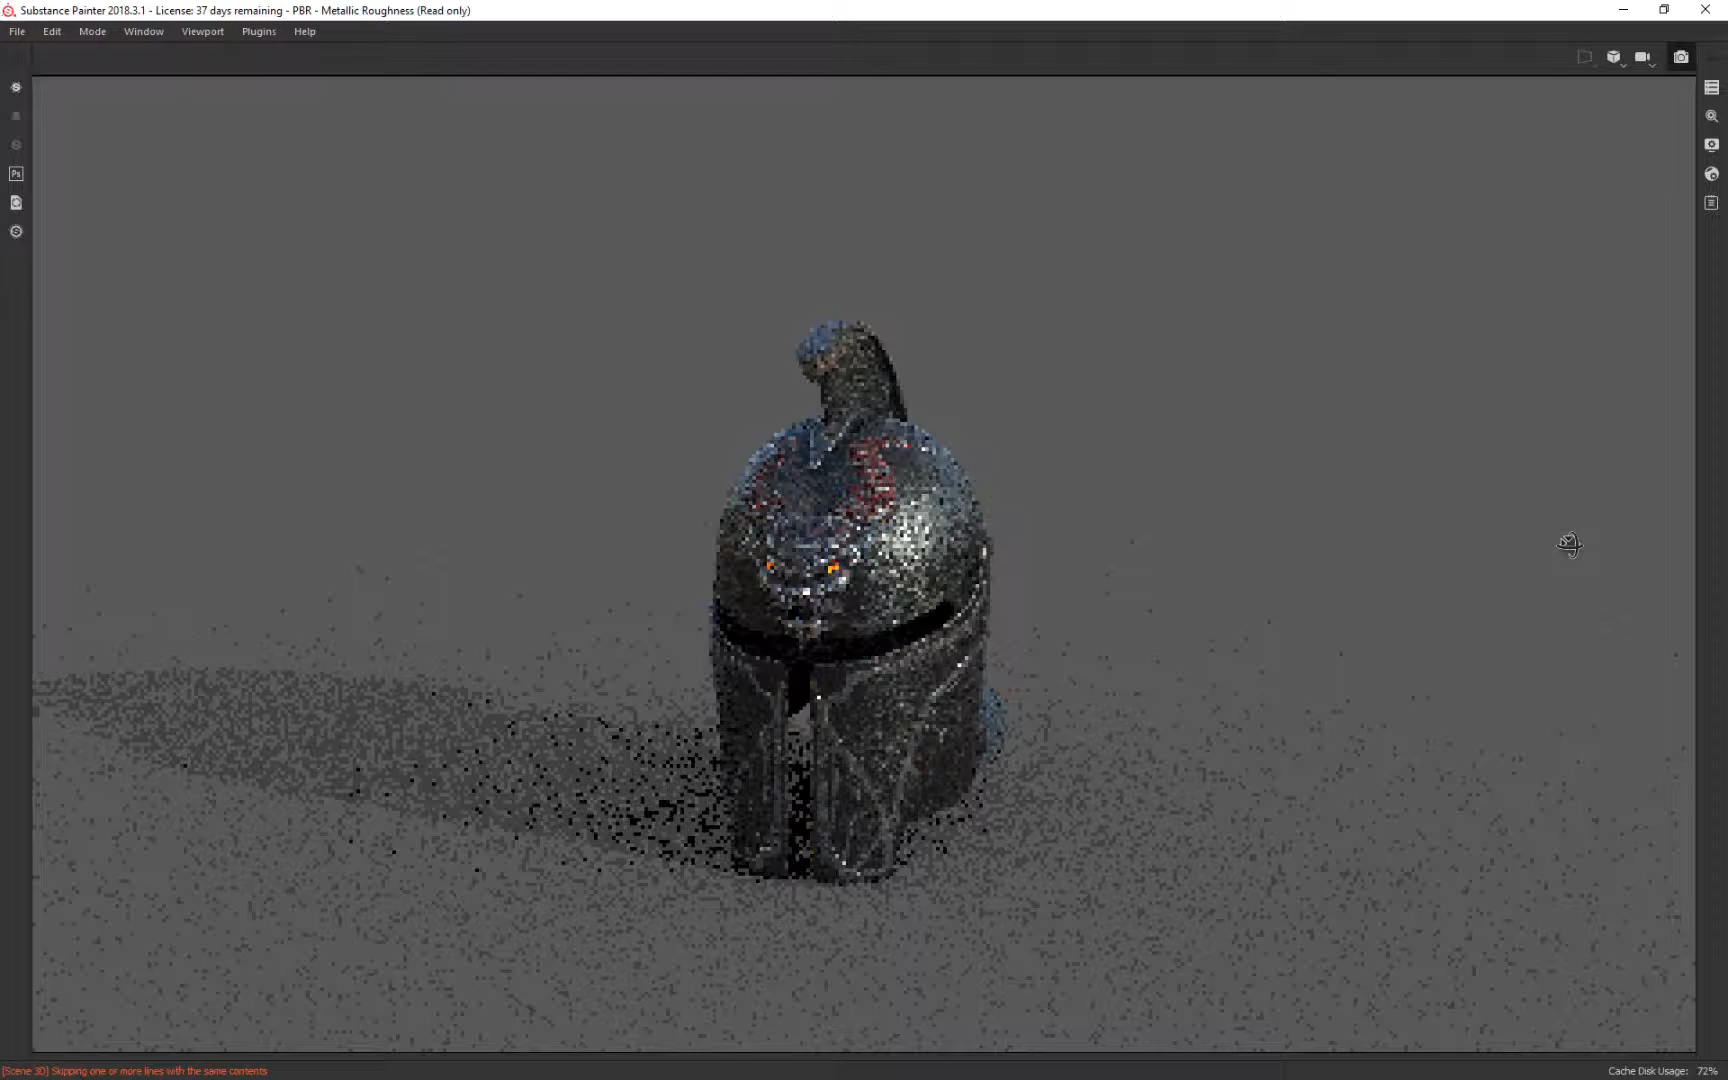 Substance Painter 2018.3.1 - License: 37 days remaining - PBR - Metallic Roughness (Read only)
File Edit Mode Window Viewport Plugins Help
Ps
[Scene 3D] Skipping one or more lines with the same contents
Cache Disk Usage: 72%